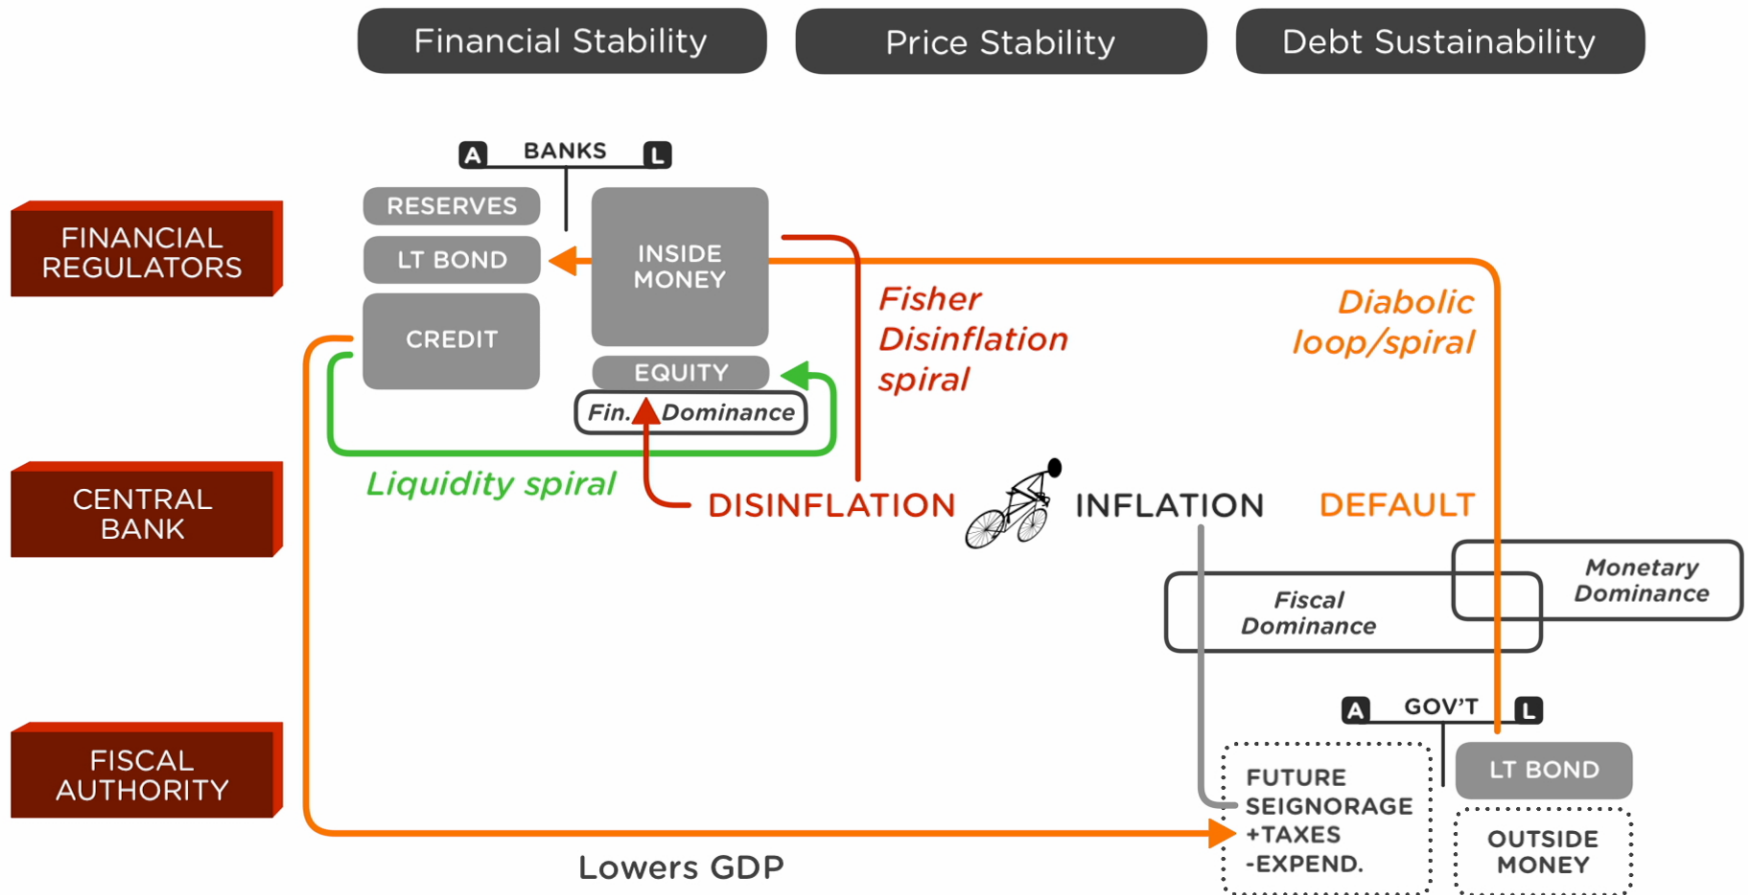 Financial Stability
Price Stability
Debt Sustainability
A BANKS L
RESERVES
LT BOND
CREDIT
INSIDE
MONEY
EQUITY
Fin. Dominance
FINANCIAL
REGULATORS
Fisher
Disinflation
spiral
Diabolic
loop/spiral
Liquidity spiral
CENTRAL
BANK
DISINFLATION
INFLATION
DEFAULT
Monetary
Dominance
Fiscal
Dominance
FISCAL
AUTHORITY
A GOV'T L
FUTURE
SEIGNORAGE
+TAXES
-EXPEND.
LT BOND
OUTSIDE
MONEY
Lowers GDP